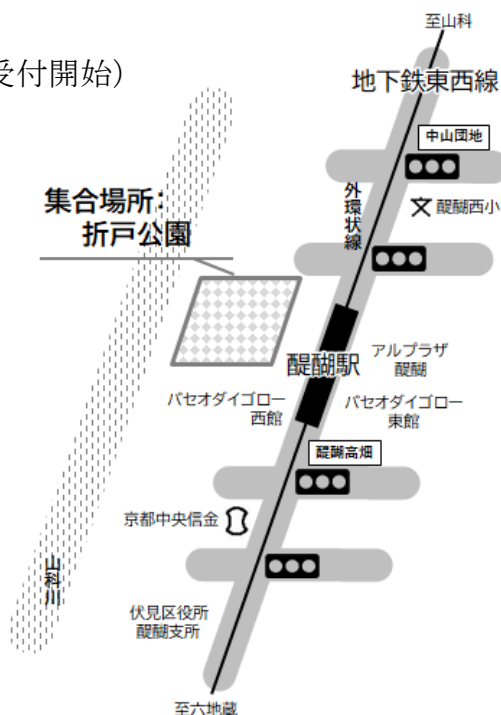 至山科
受付開始）
地下鉄東西線
中山団地
外環状線
醍醐西小
集合場所：
折戸公園
醍醐駅
アルプラザ
醍醐
パセオダイゴロー
西館
パセオダイゴロー
東館
醍醐高畑
京都中央信金
山科川
伏見区役所
醍醐支所
至六地蔵